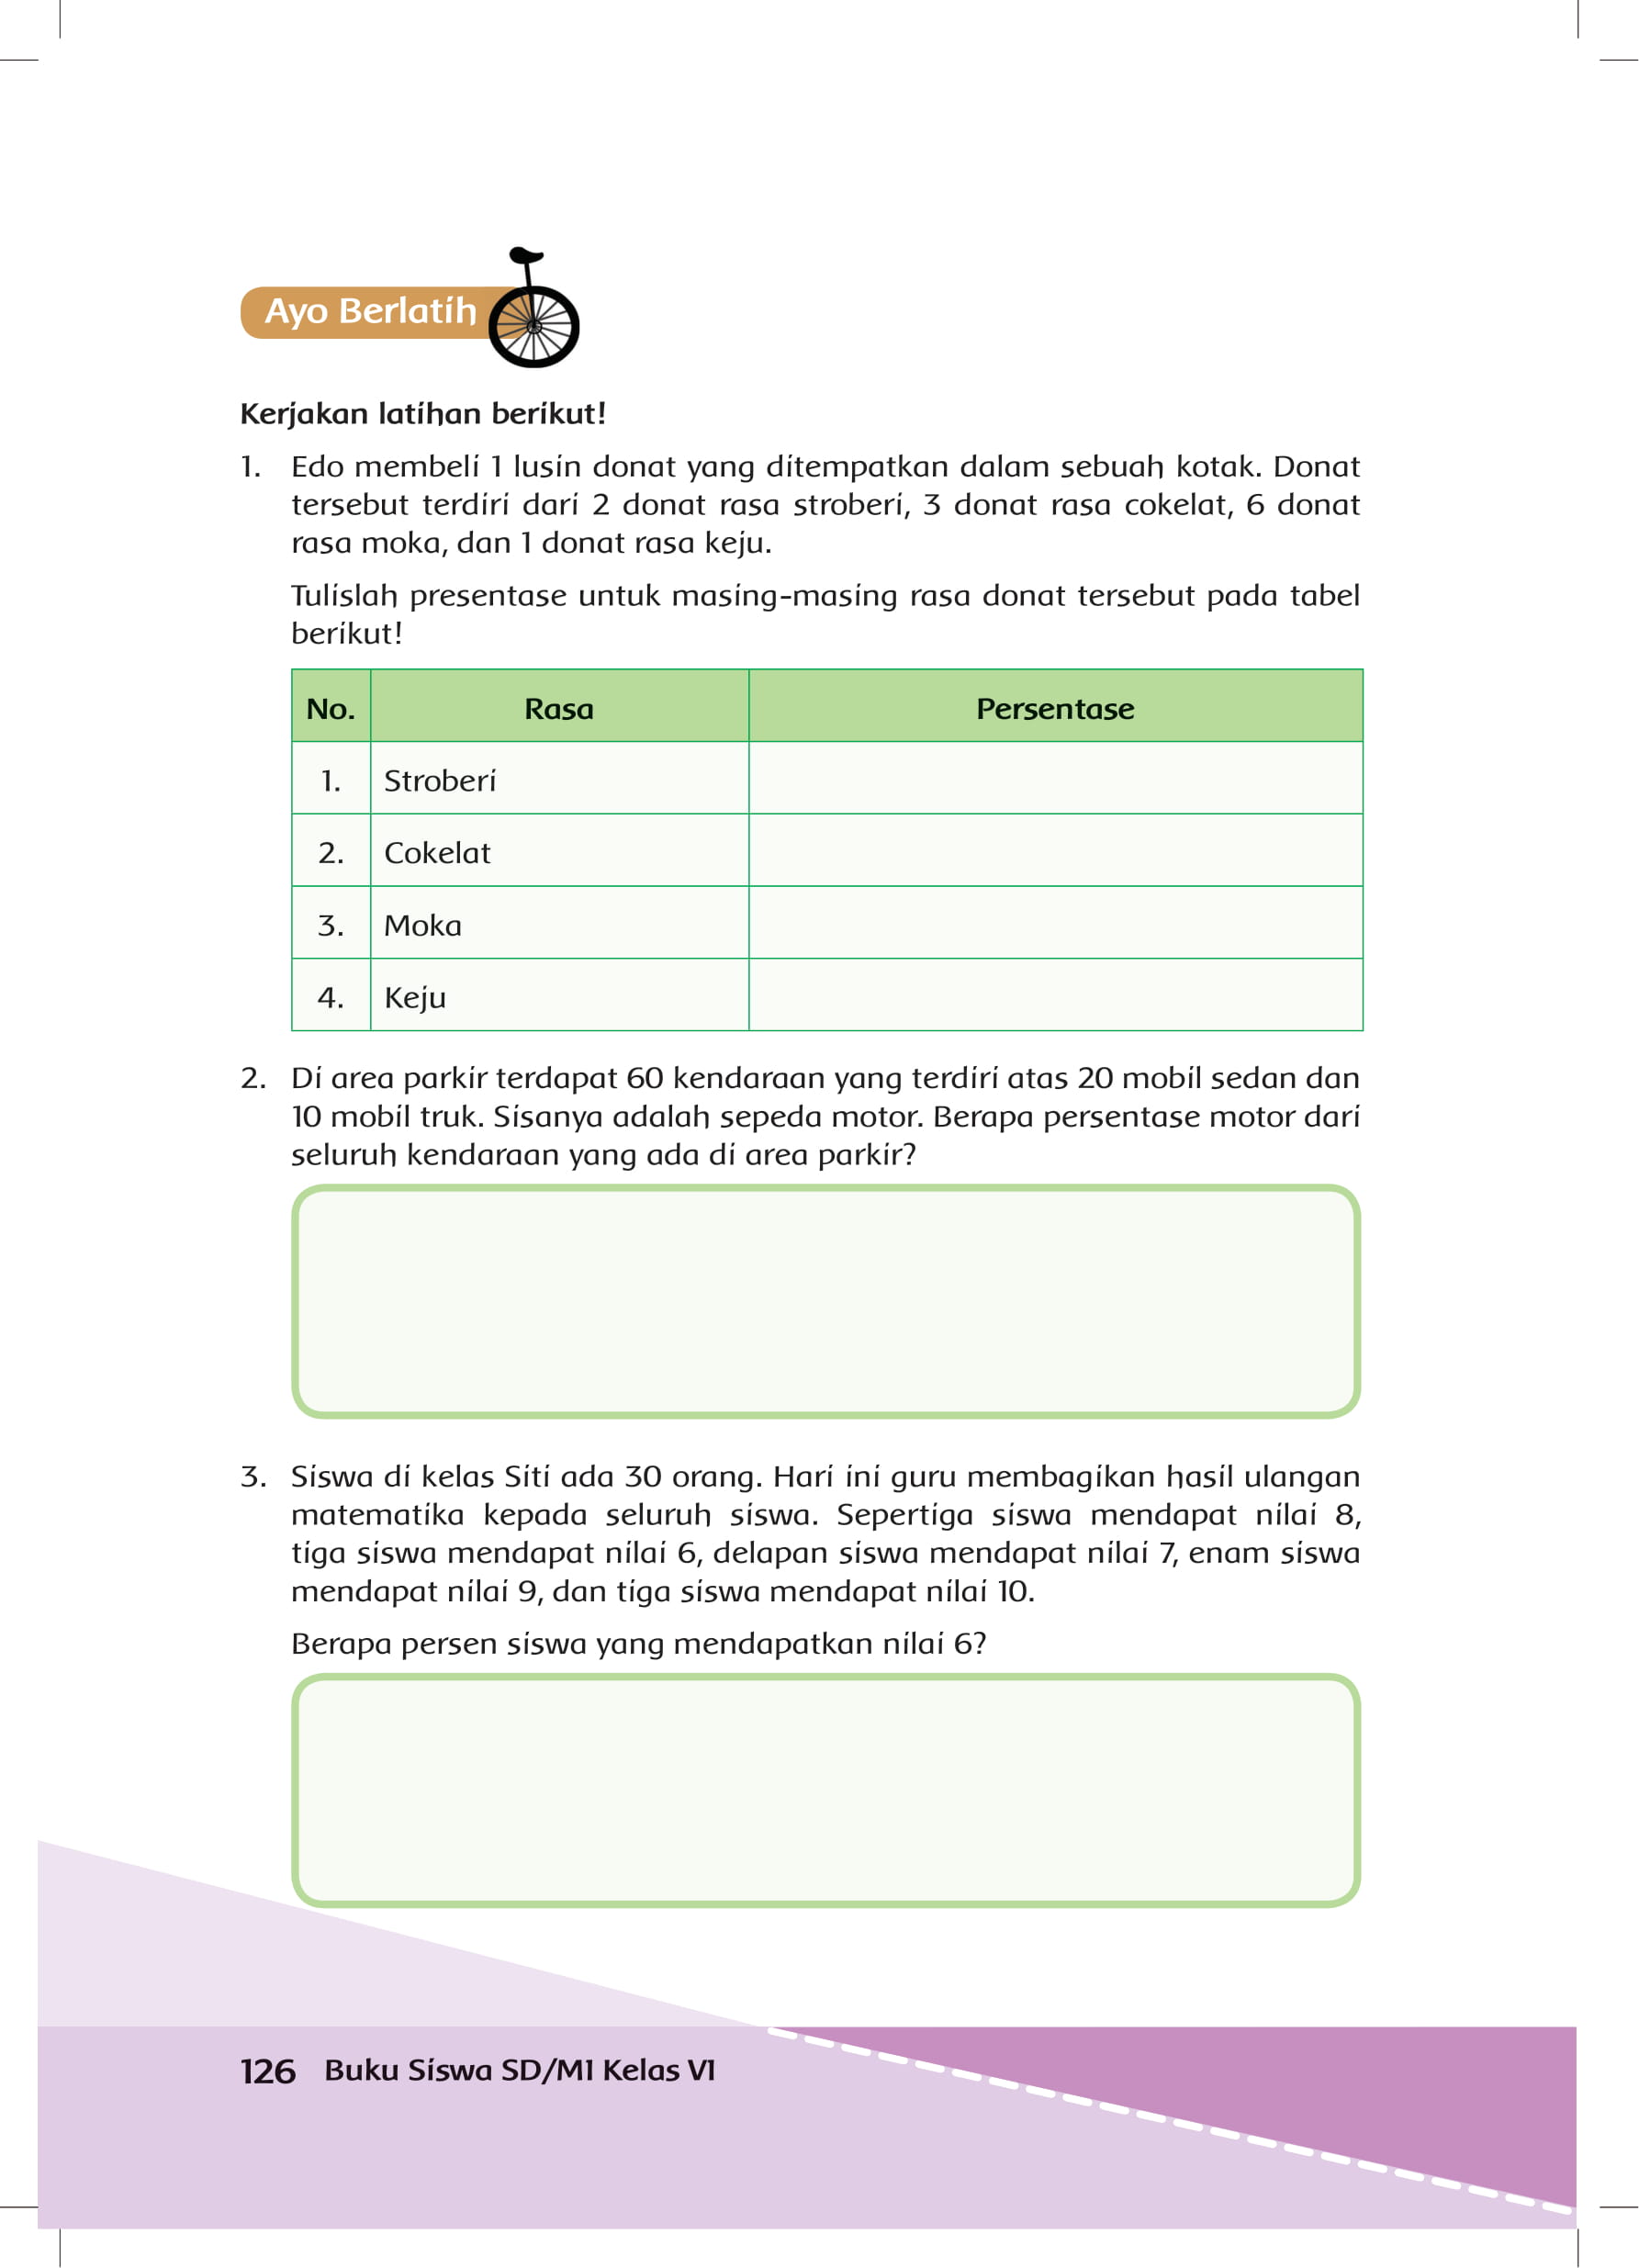 Ayo Berlatih
Kerjakan latihan berikut!
1. Edo membeli 1 lusin donat yang ditempatkan dalam sebuah kotak. Donat
tersebut terdiri dari 2 donat rasa stroberi, 3 donat rasa cokelat, 6 donat
rasa moka, dan 1 donat rasa keju.
Tulislah presentase untuk masing-masing rasa donat tersebut pada tabel
berikut!
No. Rasa Persentase
1. Stroberi
2. Cokelat
3. Moka
4. Keju
2. Di area parkir terdapat 60 kendaraan yang terdiri atas 20 mobil sedan dan
10 mobil truk. Sisanya adalah sepeda motor. Berapa persentase motor dari
seluruh kendaraan yang ada di area parkir?
3. Siswa di kelas Siti ada 30 orang. Hari ini guru membagikan hasil ulangan
matematika kepada seluruh siswa. Sepertiga siswa mendapat nilai 8,
tiga siswa mendapat nilai 6, delapan siswa mendapat nilai 7, enam siswa
mendapat nilai 9, dan tiga siswa mendapat nilai 10.
Berapa persen siswa yang mendapatkan nilai 6?
126 Buku Siswa SD/MI Kelas VI